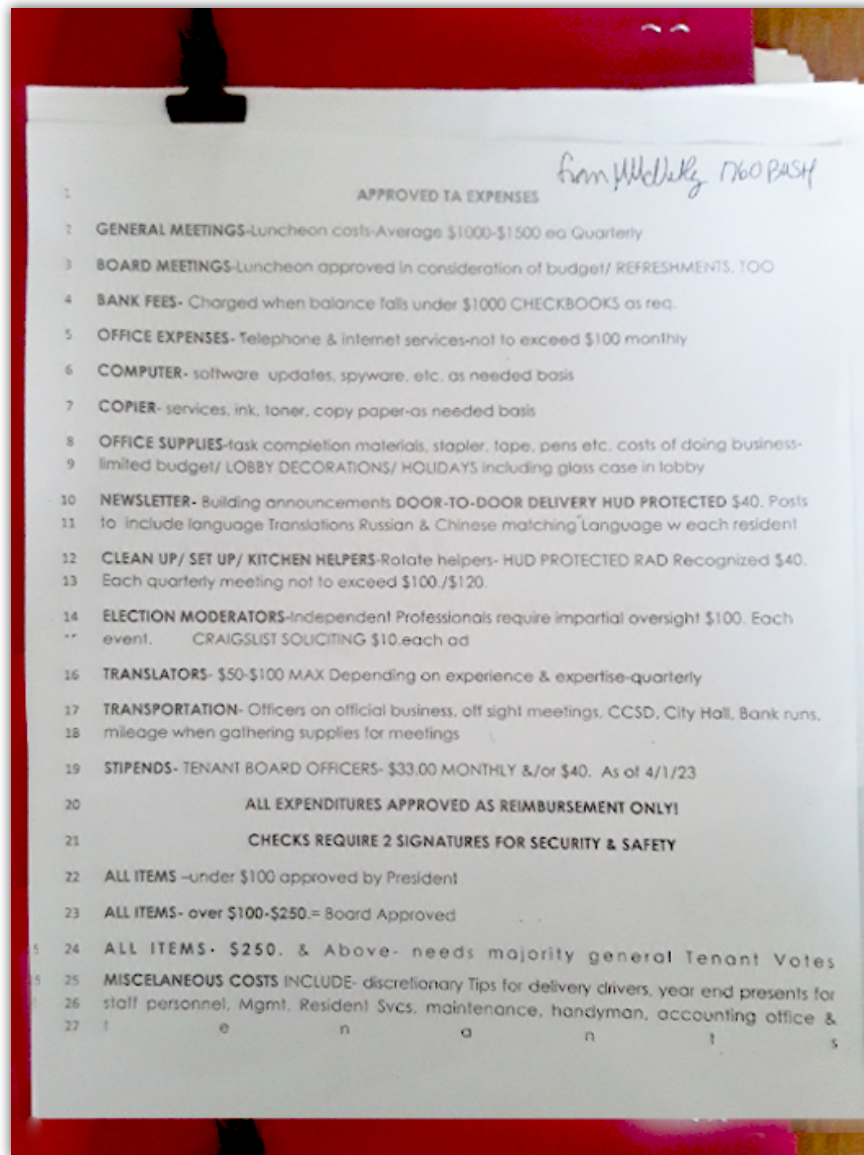 from 1760 BUSH
1 APPROVED TA EXPENSES
2 GENERAL MEETINGS-Luncheon costs-Average $1000-$1500 ea Quarterly
3 BOARD MEETINGS-Luncheon approved in consideration of budget/ REFRESHMENTS, TOO
4 BANK FEES- Charged when balance falls under $1000 CHECKBOOKS as req.
5 OFFICE EXPENSES- Telephone & internet services-not to exceed $100 monthly
6 COMPUTER- software updates, spyware, etc. as needed basis
7 COPIER- services, ink, toner, copy paper-as needed basis
8 OFFICE SUPPLIES-task completion materials, stapler, tape, pens etc. costs of doing business-
9 limited budget/ LOBBY DECORATIONS/ HOLIDAYS including glass case in lobby
10 NEWSLETTER- Building announcements DOOR-TO-DOOR DELIVERY HUD PROTECTED $40. Posts
11 to include language Translations Russian & Chinese matching Language w each resident
12 CLEAN UP/ SET UP/ KITCHEN HELPERS-Rotate helpers- HUD PROTECTED RAD Recognized $40.
13 Each quarterly meeting not to exceed $100./$120.
14 ELECTION MODERATORS-Independent Professionals require impartial oversight $100. Each
event. CRAIGSLIST SOLICITING $10.each ad
16 TRANSLATORS- $50-$100 MAX Depending on experience & expertise-quarterly
17 TRANSPORTATION- Officers on official business, off sight meetings, CCSD, City Hall, Bank runs,
18 mileage when gathering supplies for meetings
19 STIPENDS- TENANT BOARD OFFICERS- $33.00 MONTHLY &/or $40. As of 4/1/23
20 ALL EXPENDITURES APPROVED AS REIMBURSEMENT ONLY!
21 CHECKS REQUIRE 2 SIGNATURES FOR SECURITY & SAFETY
22 ALL ITEMS –under $100 approved by President
23 ALL ITEMS- over $100-$250.= Board Approved
24 ALL ITEMS- $250. & Above- needs majority general Tenant Votes
25 MISCELANEOUS COSTS INCLUDE- discretionary Tips for delivery drivers, year end presents for
26 staff personnel, Mgmt, Resident Svcs, maintenance, handyman, accounting office &
27 t e n a n t s